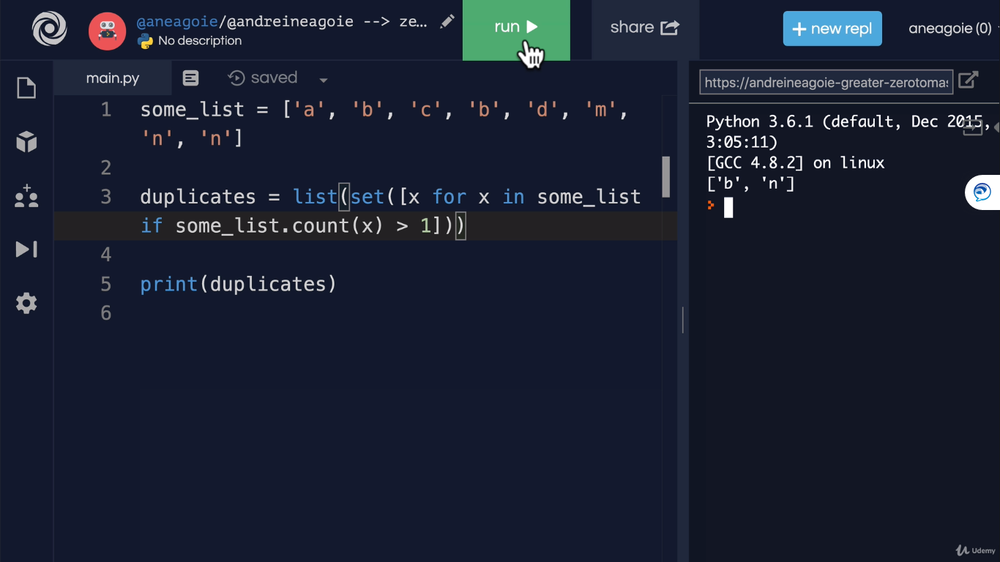 @aneagoie/@andreineagoie --> ze...
No description
run
share
+ new repl
aneagoie (0)
main.py
saved
https://andreineagoie-greater-zerotomas
1 some_list = ['a', 'b', 'c', 'b', 'd', 'm',
'n', 'n']
2
3 duplicates = list(set([x for x in some_list
if some_list.count(x) > 1]))
4
5 print(duplicates)
6
Python 3.6.1 (default, Dec 2015,
3:05:11)
[GCC 4.8.2] on linux
['b', 'n']
Udemy